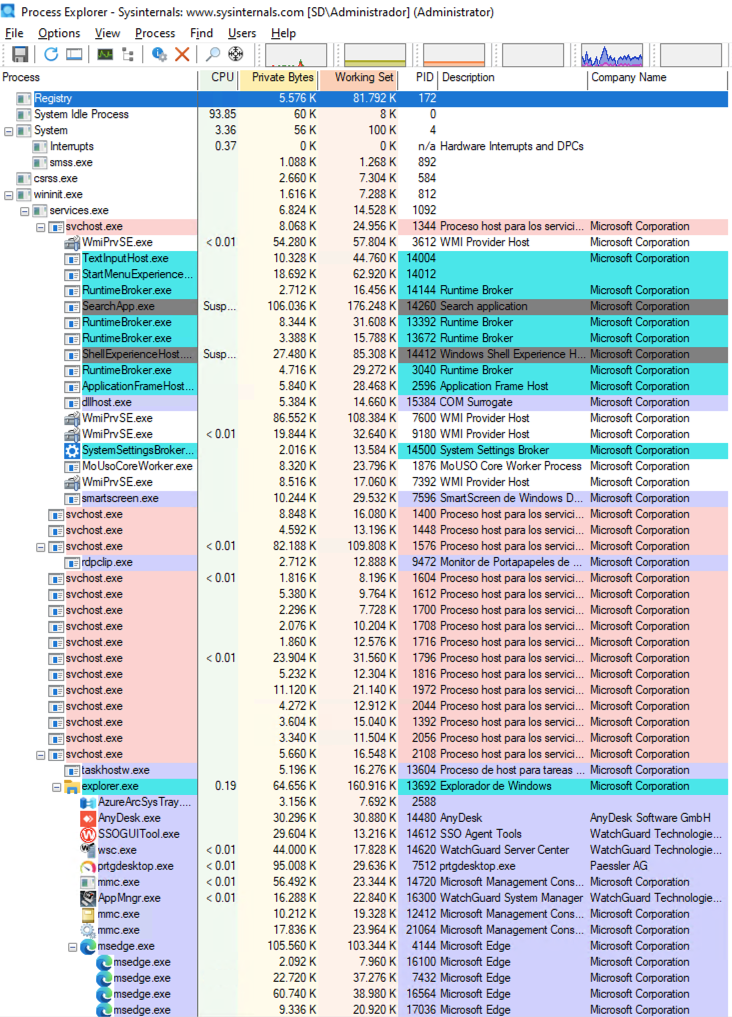 Process Explorer - Sysinternals: www.sysinternals.com [SD\Administrador] (Administrator)
File Options View Process Find Users Help
Process CPU Private Bytes Working Set PID Description Company Name
Registry 5.576 K 81.792 K 172
System Idle Process 93.85 60 K 8 K 0
System 3.36 56 K 100 K 4
Interrupts 0.37 0 K 0 K n/a Hardware Interrupts and DPCs
smss.exe 1.088 K 1.268 K 892
csrss.exe 2.660 K 7.304 K 584
wininit.exe 1.616 K 7.288 K 812
services.exe 6.824 K 14.528 K 1092
svchost.exe 8.068 K 24.956 K 1344 Proceso host para los servici... Microsoft Corporation
WmiPrvSE.exe < 0.01 54.280 K 57.804 K 3612 WMI Provider Host Microsoft Corporation
TextInputHost.exe 10.328 K 44.760 K 14004 Microsoft Corporation
StartMenuExperience... 18.692 K 62.920 K 14012
RuntimeBroker.exe 2.712 K 16.456 K 14144 Runtime Broker Microsoft Corporation
SearchApp.exe Susp... 106.036 K 176.248 K 14260 Search application Microsoft Corporation
RuntimeBroker.exe 8.344 K 31.608 K 13392 Runtime Broker Microsoft Corporation
RuntimeBroker.exe 3.388 K 15.788 K 13672 Runtime Broker Microsoft Corporation
ShellExperienceHost.... Susp... 27.480 K 85.308 K 14412 Windows Shell Experience H... Microsoft Corporation
RuntimeBroker.exe 4.716 K 29.272 K 3040 Runtime Broker Microsoft Corporation
ApplicationFrameHost... 5.840 K 28.468 K 2596 Application Frame Host Microsoft Corporation
dllhost.exe 5.384 K 14.660 K 15384 COM Surrogate Microsoft Corporation
WmiPrvSE.exe 86.552 K 108.384 K 7600 WMI Provider Host Microsoft Corporation
WmiPrvSE.exe < 0.01 19.844 K 32.640 K 9180 WMI Provider Host Microsoft Corporation
SystemSettingsBroker... 2.016 K 13.584 K 14500 System Settings Broker Microsoft Corporation
MoUsoCoreWorker.exe 8.320 K 23.796 K 1876 MoUSO Core Worker Process Microsoft Corporation
WmiPrvSE.exe 8.516 K 17.060 K 7392 WMI Provider Host Microsoft Corporation
smartscreen.exe 10.244 K 29.532 K 7596 SmartScreen de Windows D... Microsoft Corporation
svchost.exe 8.848 K 16.080 K 1400 Proceso host para los servici... Microsoft Corporation
svchost.exe 4.592 K 13.196 K 1448 Proceso host para los servici... Microsoft Corporation
svchost.exe < 0.01 82.188 K 109.808 K 1576 Proceso host para los servici... Microsoft Corporation
rdpclip.exe 2.712 K 12.888 K 9472 Monitor de Portapapeles de ... Microsoft Corporation
svchost.exe < 0.01 1.816 K 8.196 K 1604 Proceso host para los servici... Microsoft Corporation
svchost.exe 5.380 K 9.764 K 1612 Proceso host para los servici... Microsoft Corporation
svchost.exe 2.296 K 7.728 K 1700 Proceso host para los servici... Microsoft Corporation
svchost.exe 2.076 K 10.204 K 1708 Proceso host para los servici... Microsoft Corporation
svchost.exe 1.860 K 12.576 K 1716 Proceso host para los servici... Microsoft Corporation
svchost.exe < 0.01 23.904 K 31.560 K 1796 Proceso host para los servici... Microsoft Corporation
svchost.exe 5.232 K 12.304 K 1816 Proceso host para los servici... Microsoft Corporation
svchost.exe 11.120 K 21.140 K 1972 Proceso host para los servici... Microsoft Corporation
svchost.exe 4.272 K 12.912 K 2044 Proceso host para los servici... Microsoft Corporation
svchost.exe 3.604 K 15.040 K 1392 Proceso host para los servici... Microsoft Corporation
svchost.exe 3.340 K 11.504 K 2056 Proceso host para los servici... Microsoft Corporation
svchost.exe 5.660 K 16.548 K 2108 Proceso host para los servici... Microsoft Corporation
taskhostw.exe 5.196 K 16.276 K 13604 Proceso de host para tareas ... Microsoft Corporation
explorer.exe 0.19 64.656 K 160.916 K 13692 Explorador de Windows Microsoft Corporation
AzureArcSysTray.... 3.156 K 7.692 K 2588
AnyDesk.exe 30.296 K 30.880 K 14480 AnyDesk AnyDesk Software GmbH
SSOGUITool.exe 29.604 K 13.216 K 14612 SSO Agent Tools WatchGuard Technologie...
wsc.exe < 0.01 44.000 K 17.828 K 14620 WatchGuard Server Center WatchGuard Technologie...
prtgdesktop.exe < 0.01 95.008 K 29.636 K 7512 prtgdesktop.exe Paessler AG
mmc.exe < 0.01 56.492 K 23.344 K 14720 Microsoft Management Cons... Microsoft Corporation
AppMngr.exe < 0.01 16.288 K 22.840 K 16300 WatchGuard System Manager WatchGuard Technologie...
mmc.exe 10.212 K 19.328 K 12412 Microsoft Management Cons... Microsoft Corporation
mmc.exe 17.836 K 23.964 K 21064 Microsoft Management Cons... Microsoft Corporation
msedge.exe 105.560 K 103.344 K 4144 Microsoft Edge Microsoft Corporation
msedge.exe 2.092 K 7.960 K 16100 Microsoft Edge Microsoft Corporation
msedge.exe 22.720 K 37.276 K 7432 Microsoft Edge Microsoft Corporation
msedge.exe 60.740 K 38.980 K 16564 Microsoft Edge Microsoft Corporation
msedge.exe 9.336 K 20.920 K 17036 Microsoft Edge Microsoft Corporation